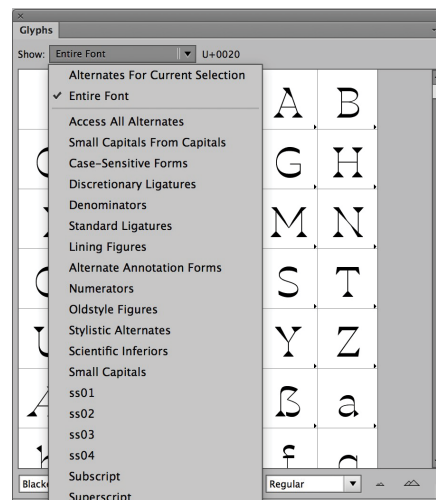 Glyphs
Show: Entire Font U+0020
Alternates For Current Selection
✓ Entire Font
Access All Alternates
Small Capitals From Capitals
Case-Sensitive Forms
Discretionary Ligatures
Denominators
Standard Ligatures
Lining Figures
Alternate Annotation Forms
Numerators
Oldstyle Figures
Stylistic Alternates
Scientific Inferiors
Small Capitals
ss01
ss02
ss03
ss04
Subscript
Superscript
A B
G H
M N
S T
Y Z
ß a
f g
Regular